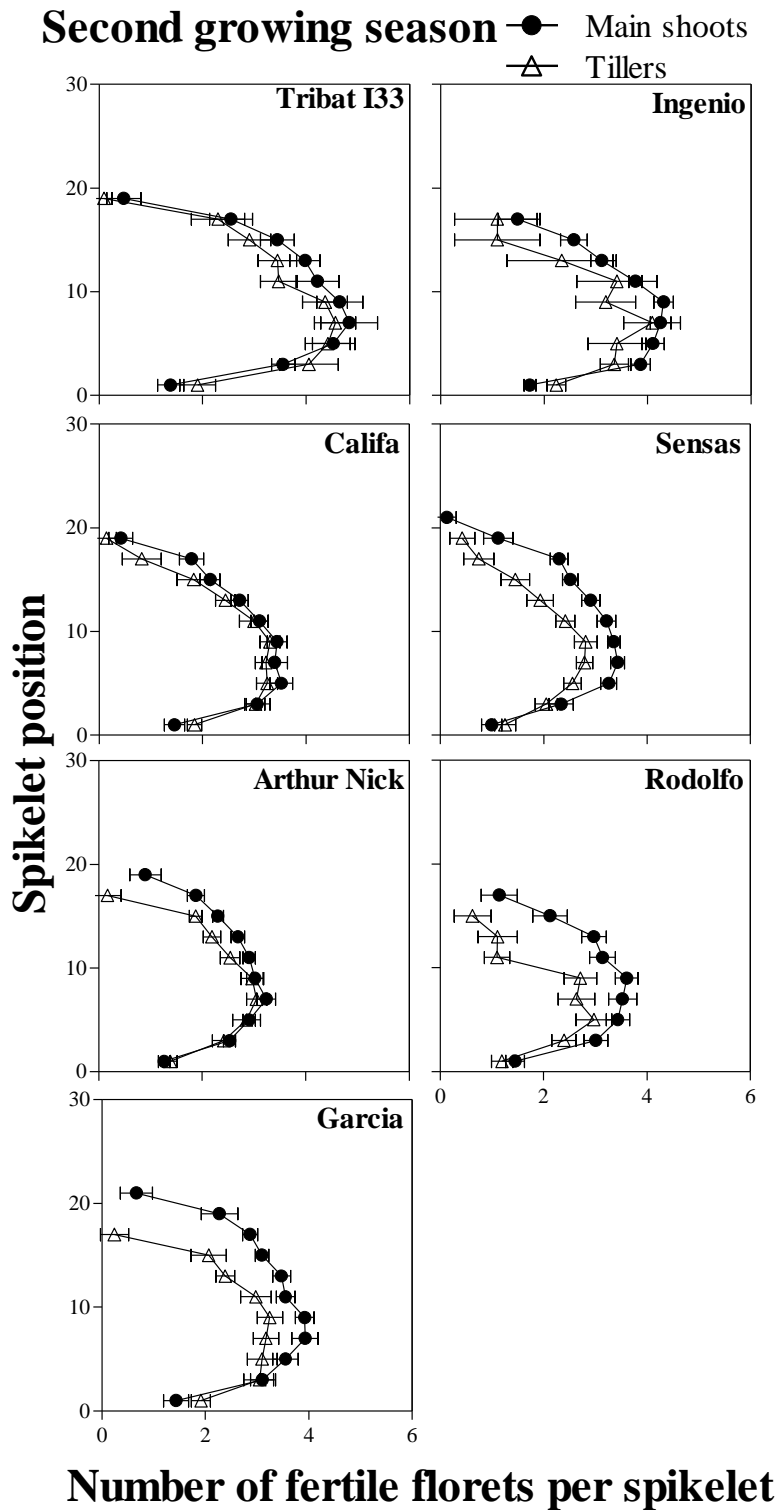 Second growing season
Main shoots
Tillers
Tribat I33
Ingenio
30
20
10
0
Califa
Sensas
30
20
10
0
Arthur Nick
Rodolfo
30
20
10
0
0 2 4 6
Garcia
30
20
10
0
0 2 4 6
Spikelet position
Number of fertile florets per spikelet